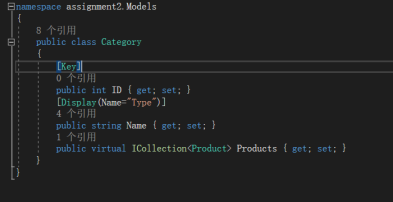 namespace assignment2.Models
{
8 个引用
public class Category
{
[Key]
0 个引用
public int ID { get; set; }
[Display(Name="Type")]
4 个引用
public string Name { get; set; }
1 个引用
public virtual ICollection<Product> Products { get; set; }
}
}